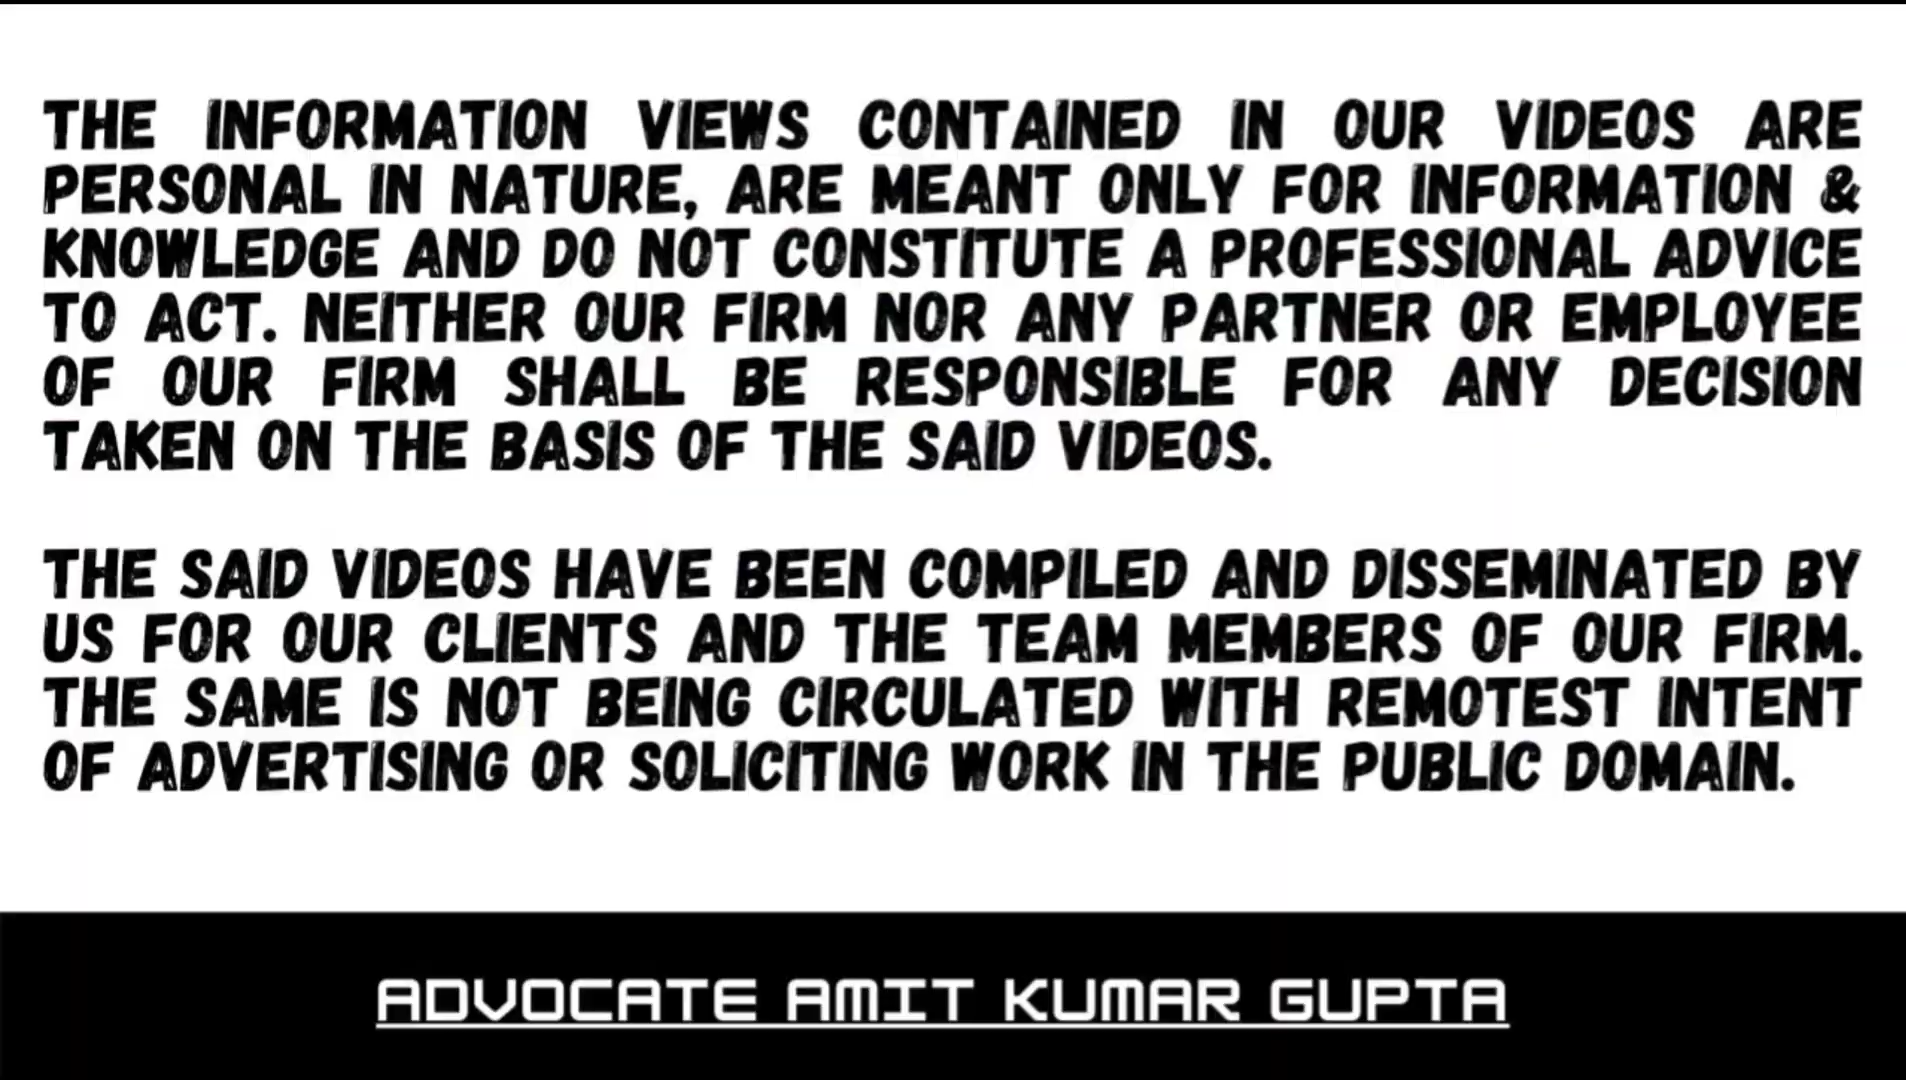 THE INFORMATION VIEWS CONTAINED IN OUR VIDEOS ARE
PERSONAL IN NATURE, ARE MEANT ONLY FOR INFORMATION &
KNOWLEDGE AND DO NOT CONSTITUTE A PROFESSIONAL ADVICE
TO ACT. NEITHER OUR FIRM NOR ANY PARTNER OR EMPLOYEE
OF OUR FIRM SHALL BE RESPONSIBLE FOR ANY DECISION
TAKEN ON THE BASIS OF THE SAID VIDEOS.
THE SAID VIDEOS HAVE BEEN COMPILED AND DISSEMINATED BY
US FOR OUR CLIENTS AND THE TEAM MEMBERS OF OUR FIRM.
THE SAME IS NOT BEING CIRCULATED WITH REMOTEST INTENT
OF ADVERTISING OR SOLICITING WORK IN THE PUBLIC DOMAIN.
ADVOCATE AMIT KUMAR GUPTA